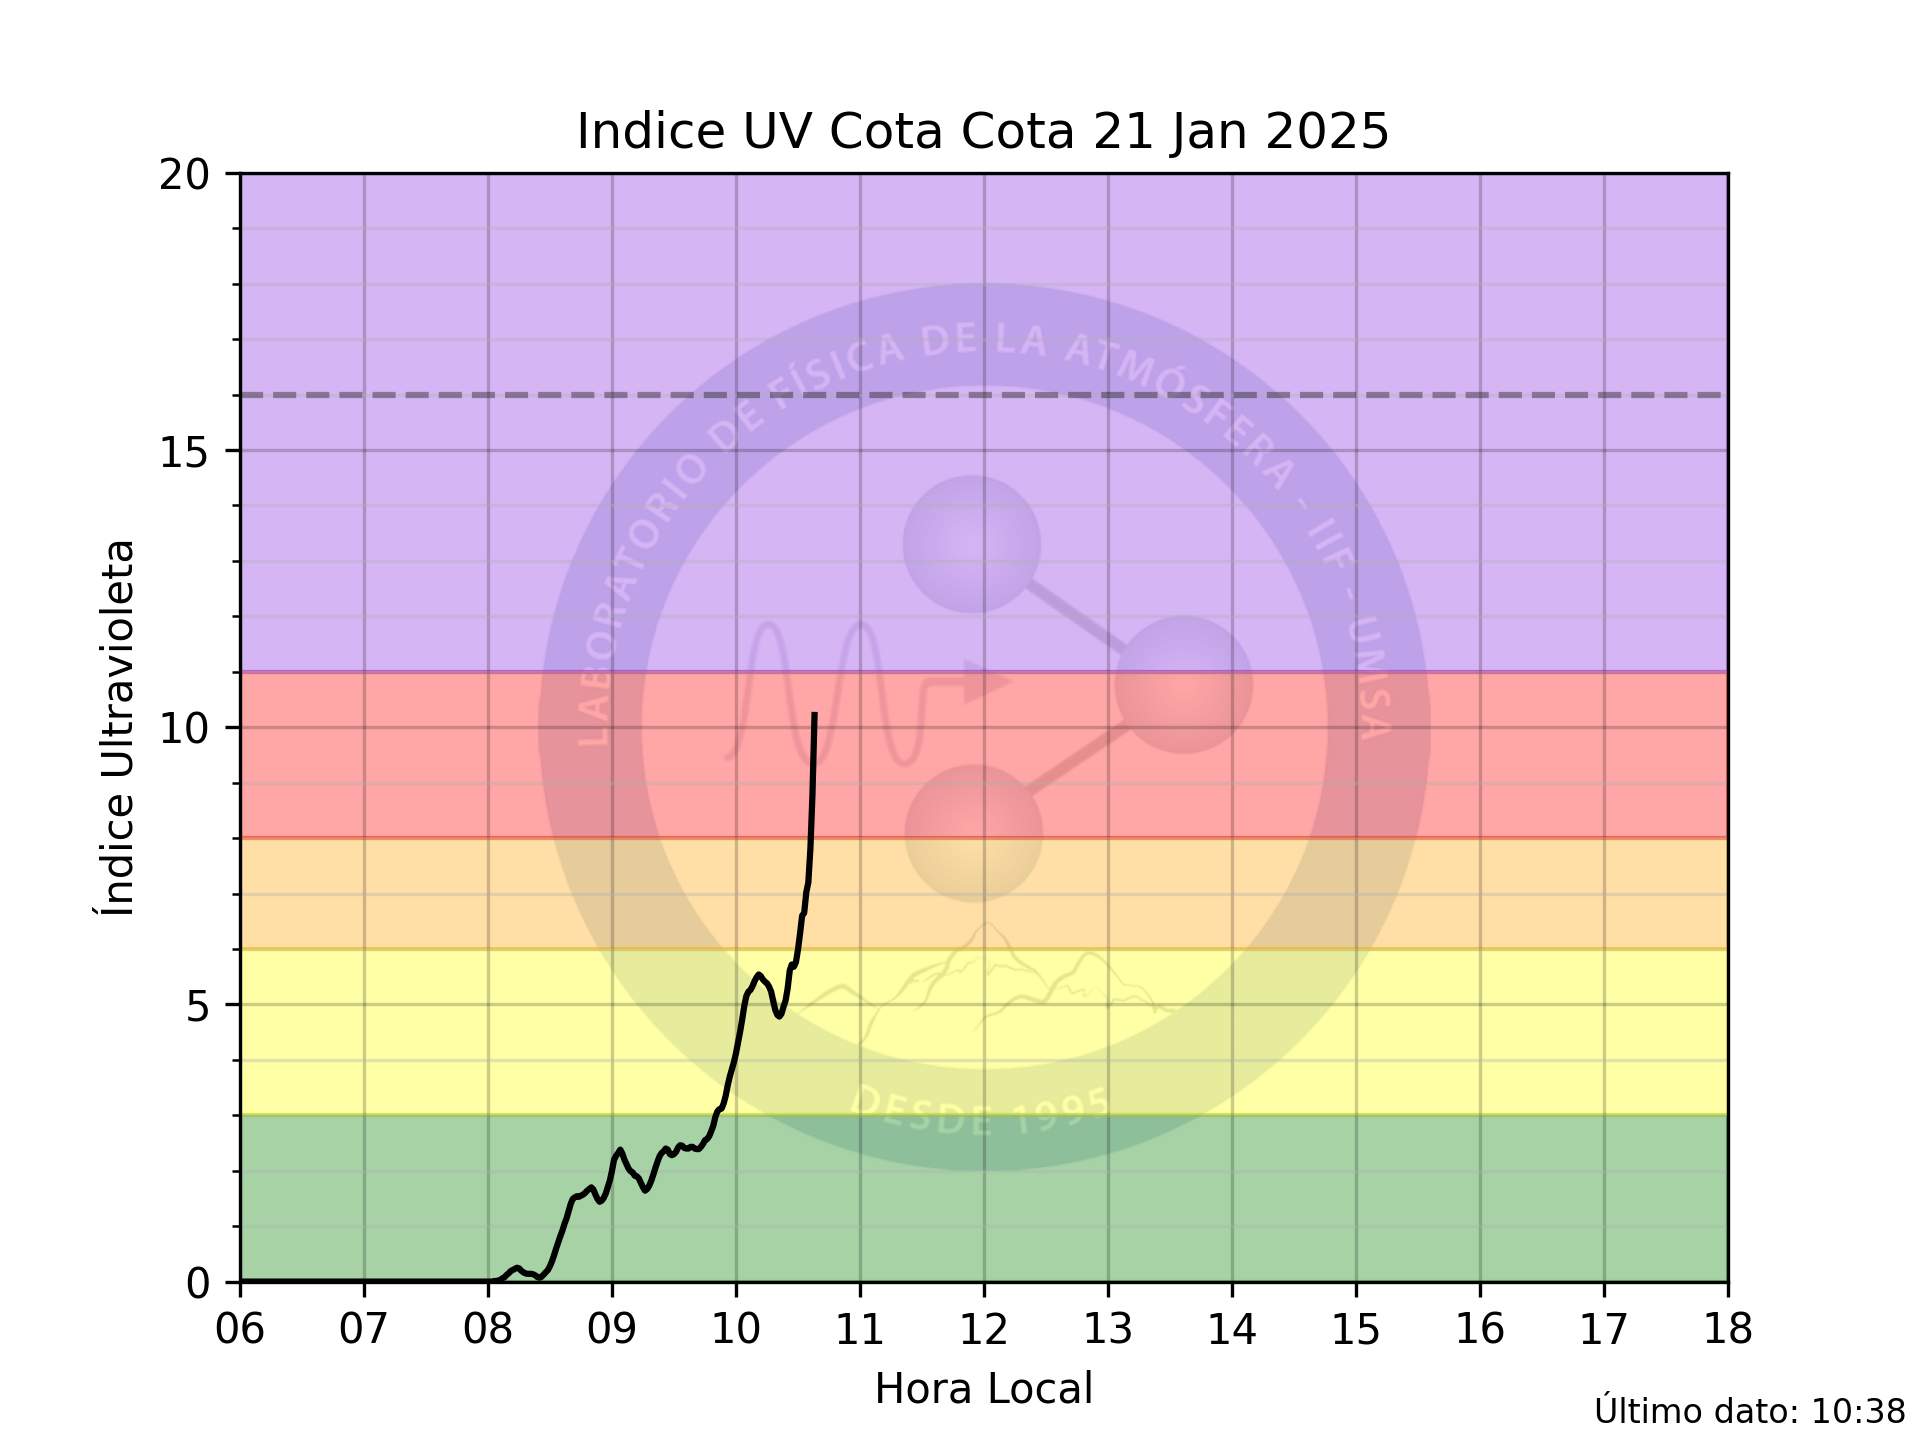 Indice UV Cota Cota 21 Jan 2025
20
15
10
5
0
Índice Ultravioleta
LABORATORIO DE FÍSICA DE LA ATMÓSFERA - IIF - UMSA
DESDE 1995
06 07 08 09 10 11 12 13 14 15 16 17 18
Hora Local
Último dato: 10:38